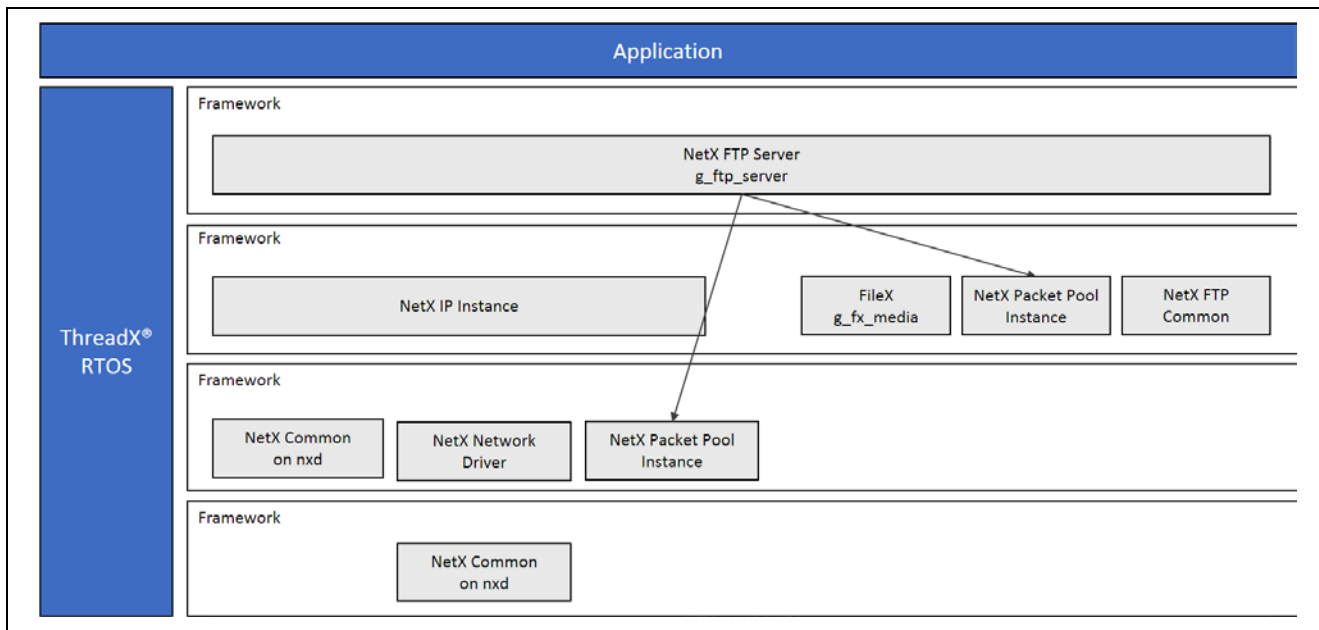 Application
ThreadX®
RTOS
Framework
NetX FTP Server
g_ftp_server
Framework
NetX IP Instance
FileX
g_fx_media
NetX Packet Pool
Instance
NetX FTP
Common
Framework
NetX Common
on nxd
NetX Network
Driver
NetX Packet Pool
Instance
Framework
NetX Common
on nxd